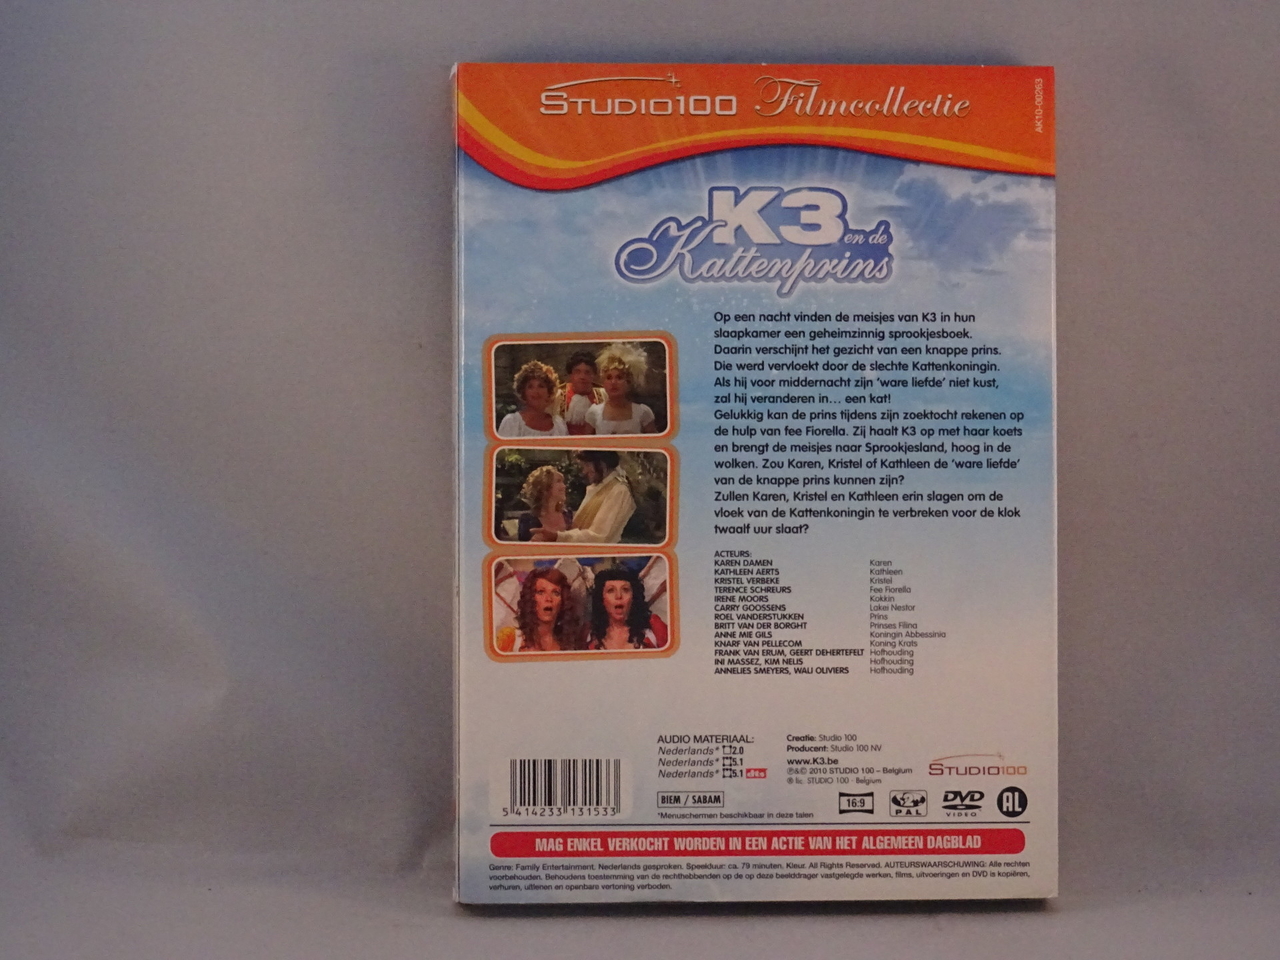 STUDIO100 Filmcollectie
AK10-00263
K3 en de
Kattenprins
Op een nacht vinden de meisjes van K3 in hun
slaapkamer een geheimzinnig sprookjesboek.
Daarin verschijnt het gezicht van een knappe prins.
Die werd vervloekt door de slechte Kattenkoningin.
Als hij voor middernacht zijn 'ware liefde' niet kust,
zal hij veranderen in... een kat!
Gelukkig kan de prins tijdens zijn zoektocht rekenen op
de hulp van fee Fiorella. Zij haalt K3 op met haar koets
en brengt de meisjes naar Sprookjesland, hoog in de
wolken. Zou Karen, Kristel of Kathleen de 'ware liefde'
van de knappe prins kunnen zijn?
Zullen Karen, Kristel en Kathleen erin slagen om de
vloek van de Kattenkoningin te verbreken voor de klok
twaalf uur slaat?
ACTEURS:
KAREN DAMEN Karen
KATHLEEN AERTS Kathleen
KRISTEL VERBEKE Kristel
TERENCE SCHREURS Fee Fiorella
IRENE MOORS Kokkin
CARRY GOOSSENS Lakei Nestor
ROEL VANDERSTUKKEN Prins
BRITT VAN DER BORGHT Prinses Filina
ANNE MIE GILS Koningin Abbessinia
KNARF VAN PELLECOM Koning Krats
FRANK VAN ERUM, GEERT DEHERTEFELT Hofhouding
INI MASSEZ, KIM NELIS Hofhouding
ANNELIES SMEYERS, WALI OLIVIERS Hofhouding
AUDIO MATERIAAL:
Nederlands* 2.0
Nederlands* 5.1
Nederlands* 5.1 dts
BIEM / SABAM
*Menuschermen beschikbaar in deze talen
Creatie: Studio 100
Producent: Studio 100 NV
www.K3.be
℗&© 2010 STUDIO 100 – Belgium
® lic. STUDIO 100 - Belgium
STUDIO100
16:9
PAL
DVD
VIDEO
AL
5 414233 131533
MAG ENKEL VERKOCHT WORDEN IN EEN ACTIE VAN HET ALGEMEEN DAGBLAD
Genre: Family Entertainment. Nederlands gesproken. Speelduur: ca. 79 minuten. Kleur. All Rights Reserved. AUTEURSWAARSCHUWING: Alle rechten
voorbehouden. Behoudens toestemming van de rechthebbenden op de op deze beelddrager vastgelegde werken, films, uitvoeringen en DVD is kopiëren,
verhuren, uitlenen en openbare vertoning verboden.